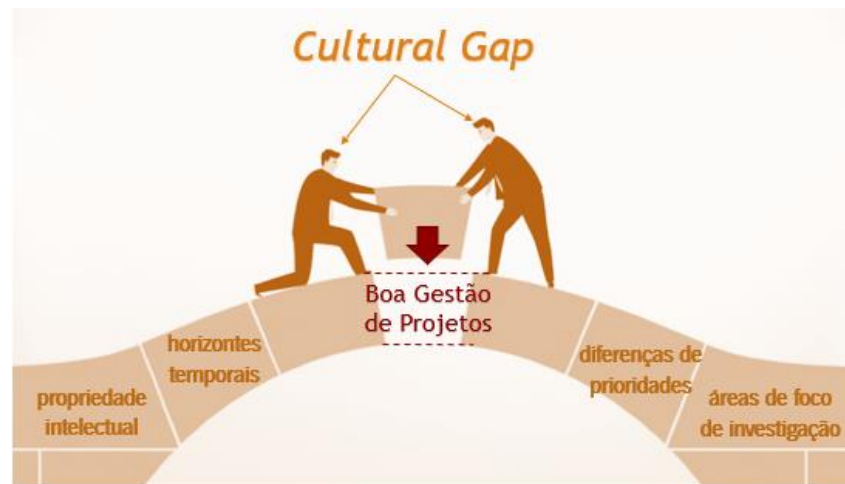 Cultural Gap
Boa Gestão
de Projetos
horizontes
temporais
propriedade
intelectual
diferenças de
prioridades
áreas de foco
de investigação